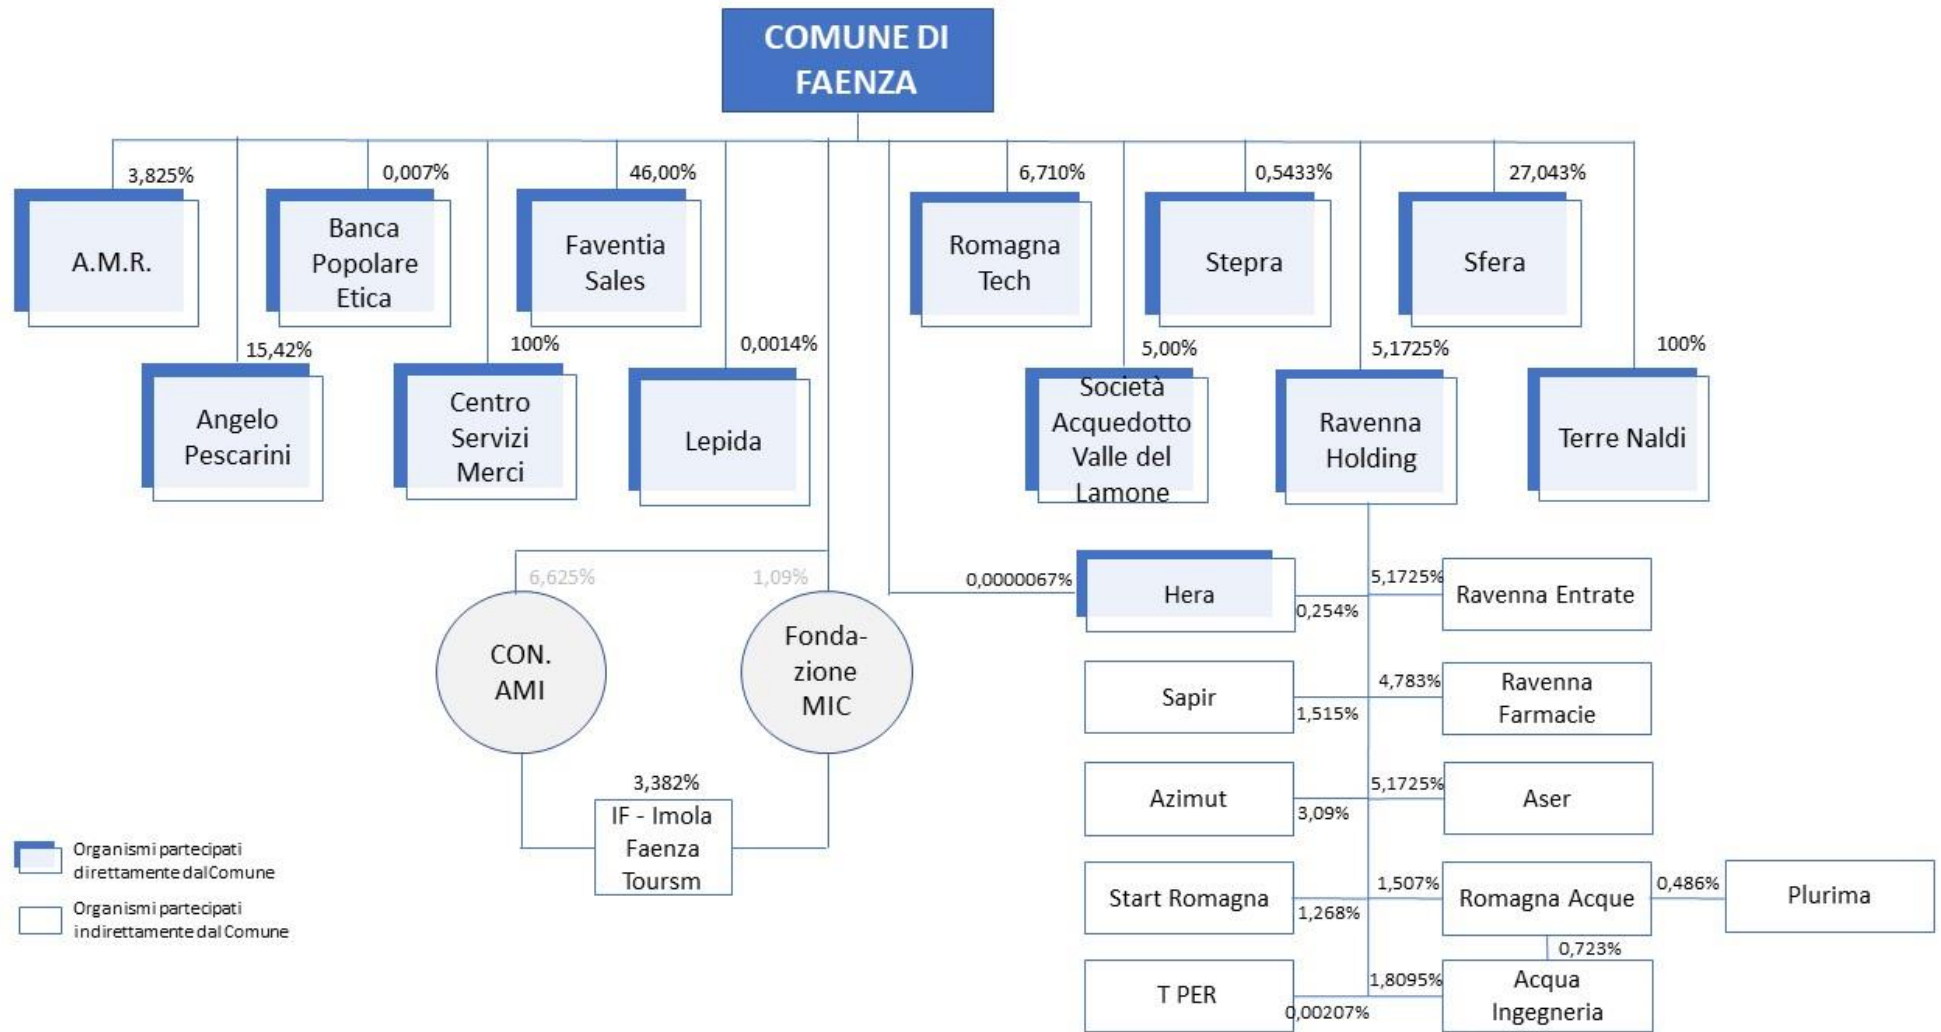 COMUNE DI
FAENZA
3,825%
0,007%
46,00%
6,710%
0,5433%
27,043%
A.M.R.
Banca
Popolare
Etica
Faventia
Sales
Romagna
Tech
Stepra
Sfera
15,42%
100%
0,0014%
5,00%
5,1725%
100%
Angelo
Pescarini
Centro
Servizi
Merci
Lepida
Società
Acquedotto
Valle del
Lamone
Ravenna
Holding
Terre Naldi
6,625%
1,09%
0,0000067%
Hera
0,254%
5,1725%
Ravenna Entrate
CON.
AMI
Fonda-
zione
MIC
Sapir
1,515%
4,783%
Ravenna
Farmacie
3,382%
IF - Imola
Faenza
Toursm
Azimut
3,09%
5,1725%
Aser
Start Romagna
1,268%
1,507%
Romagna Acque
0,486%
Plurima
0,723%
T PER
0,00207%
1,8095%
Acqua
Ingegneria
Organismi partecipati
direttamente dal Comune
Organismi partecipati
indirettamente dal Comune